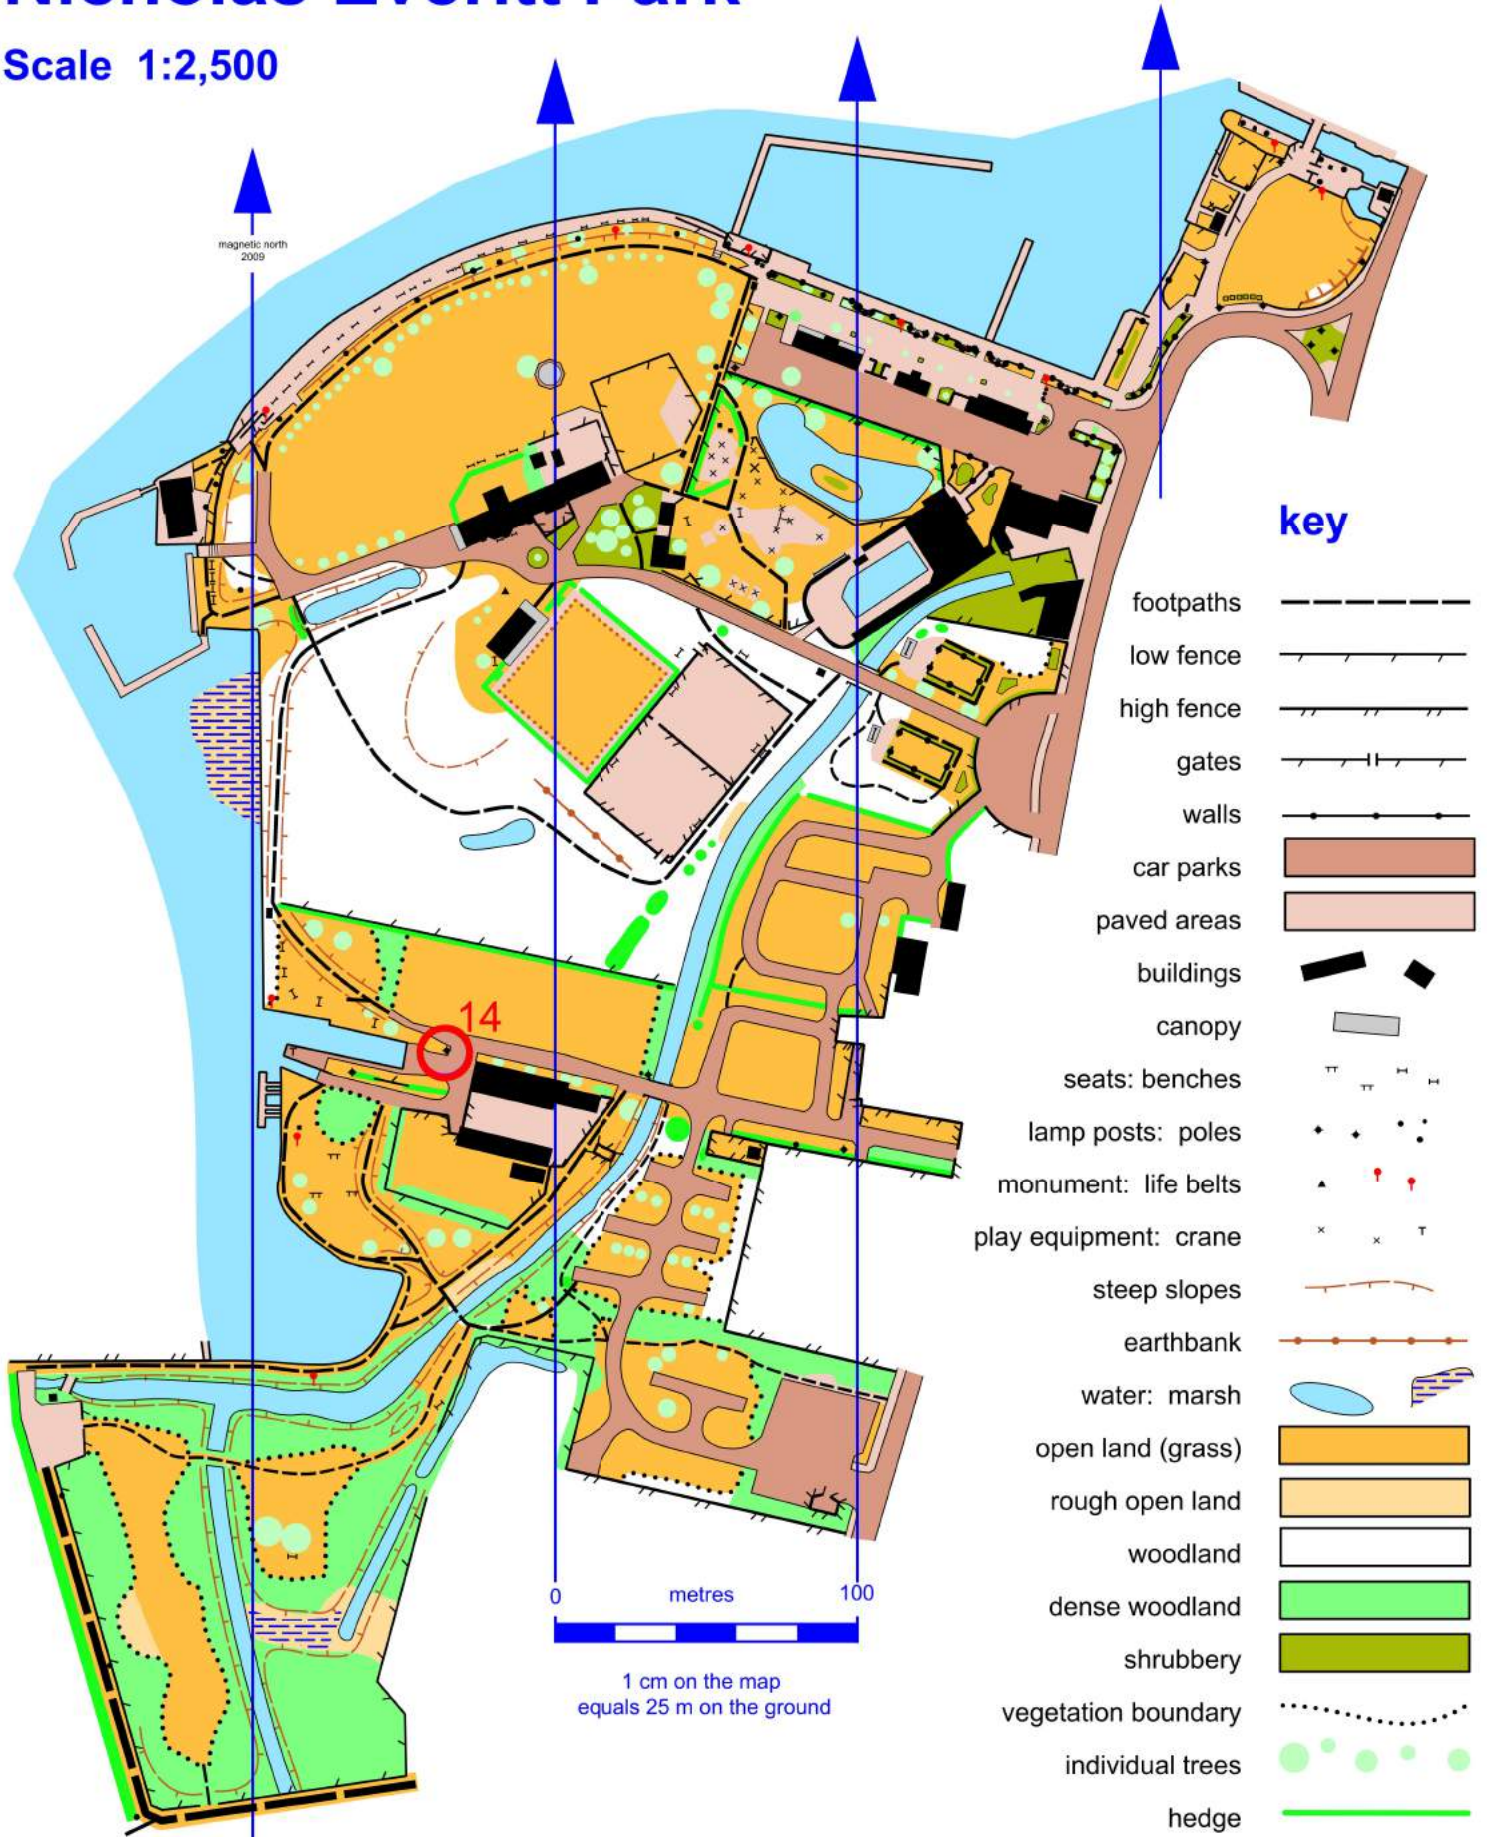 Scale 1:2,500
magnetic north
2009
14
key
footpaths
low fence
high fence
gates
walls
car parks
paved areas
buildings
canopy
seats: benches
lamp posts: poles
monument: life belts
play equipment: crane
steep slopes
earthbank
water: marsh
open land (grass)
rough open land
woodland
dense woodland
shrubbery
vegetation boundary
individual trees
hedge
0 metres 100
1 cm on the map
equals 25 m on the ground